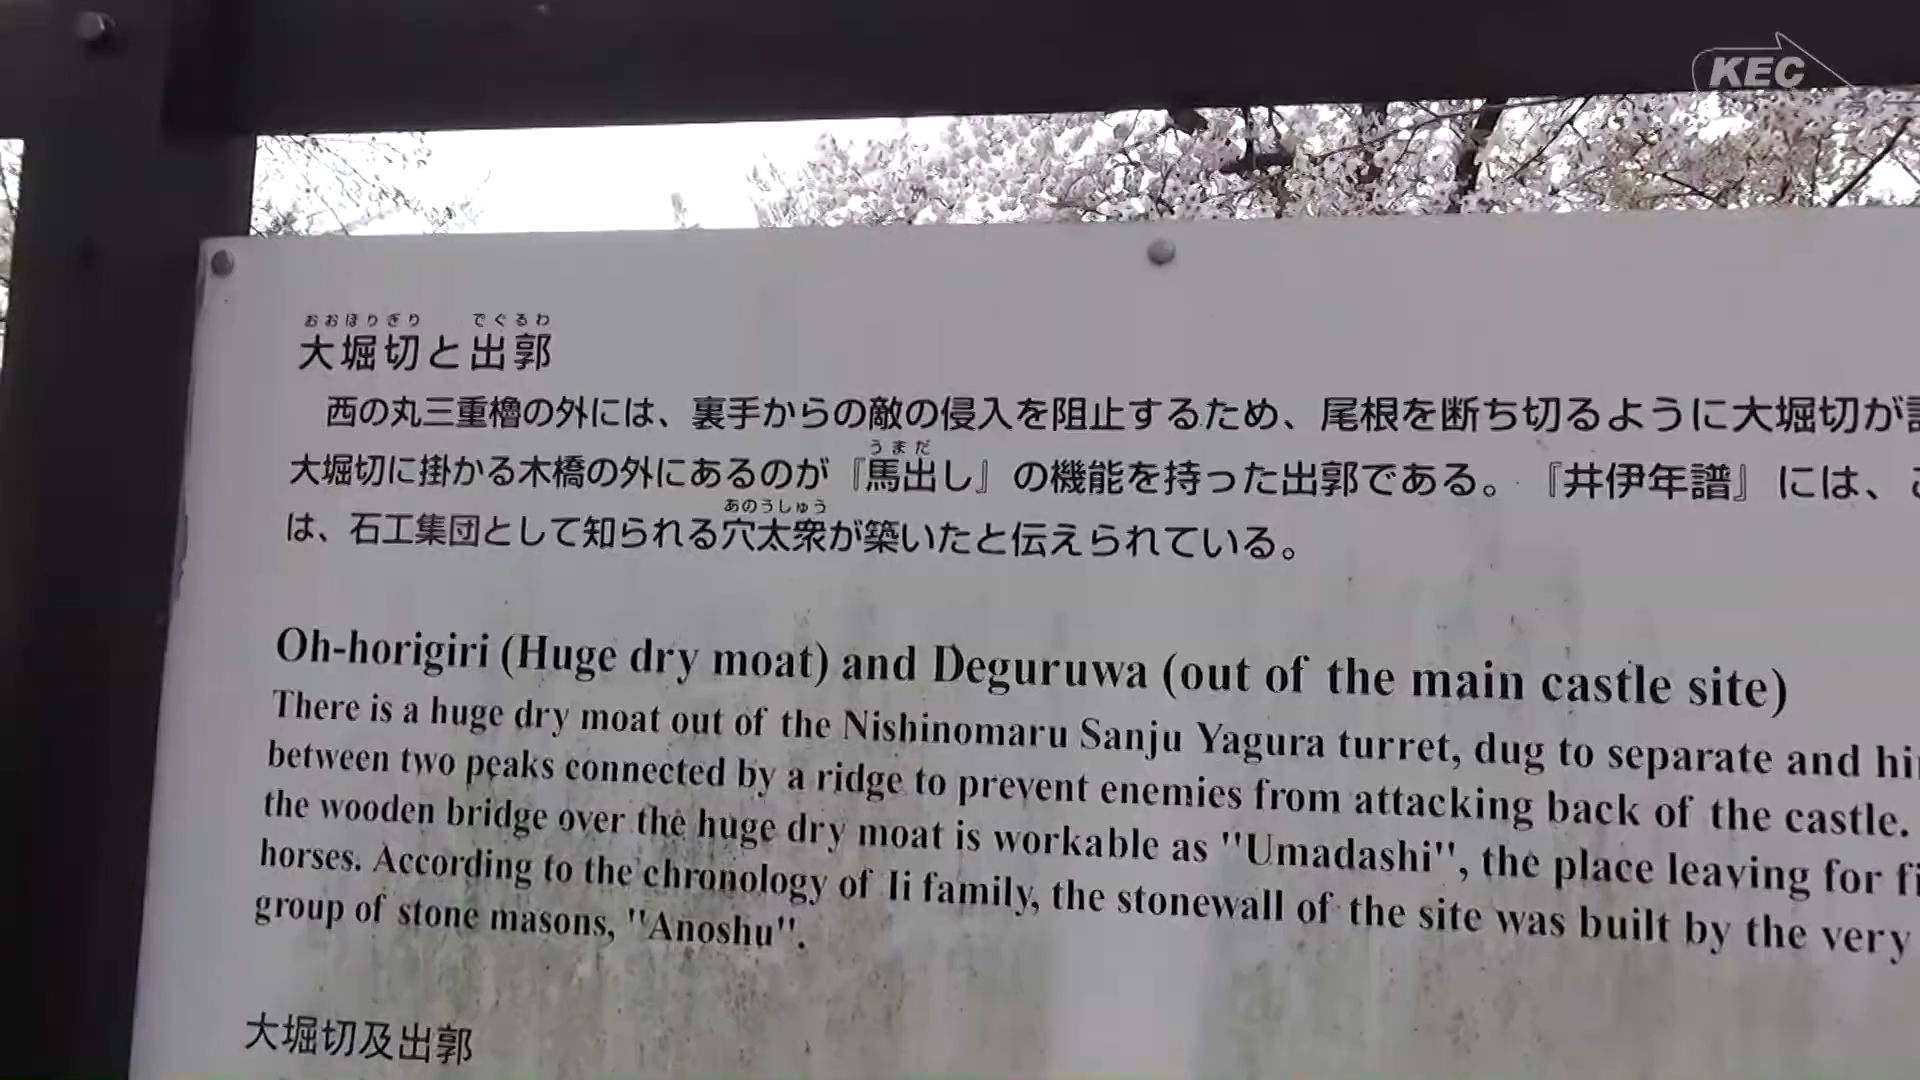 KEC
おおほりぎり でぐるわ
大堀切と出郭
西の丸三重櫓の外には、裏手からの敵の侵入を阻止するため、尾根を断ち切るように大堀切が
うまだ
大堀切に掛かる木橋の外にあるのが『馬出し』の機能を持った出郭である。『井伊年譜』には、
あのうしゅう
は、石工集団として知られる穴太衆が築いたと伝えられている。
Oh-horigiri (Huge dry moat) and Deguruwa (out of the main castle site)
There is a huge dry moat out of the Nishinomaru Sanju Yagura turret, dug to separate and
between two peaks connected by a ridge to prevent enemies from attacking back of the castle.
the wooden bridge over the huge dry moat is workable as "Umadashi", the place leaving for
horses. According to the chronology of Ii family, the stonewall of the site was built by the very
group of stone masons, "Anoshu".
大堀切及出郭